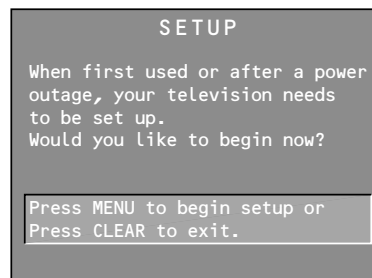 SETUP
When first used or after a power
outage, your television needs
to be set up.
Would you like to begin now?
Press MENU to begin setup or
Press CLEAR to exit.